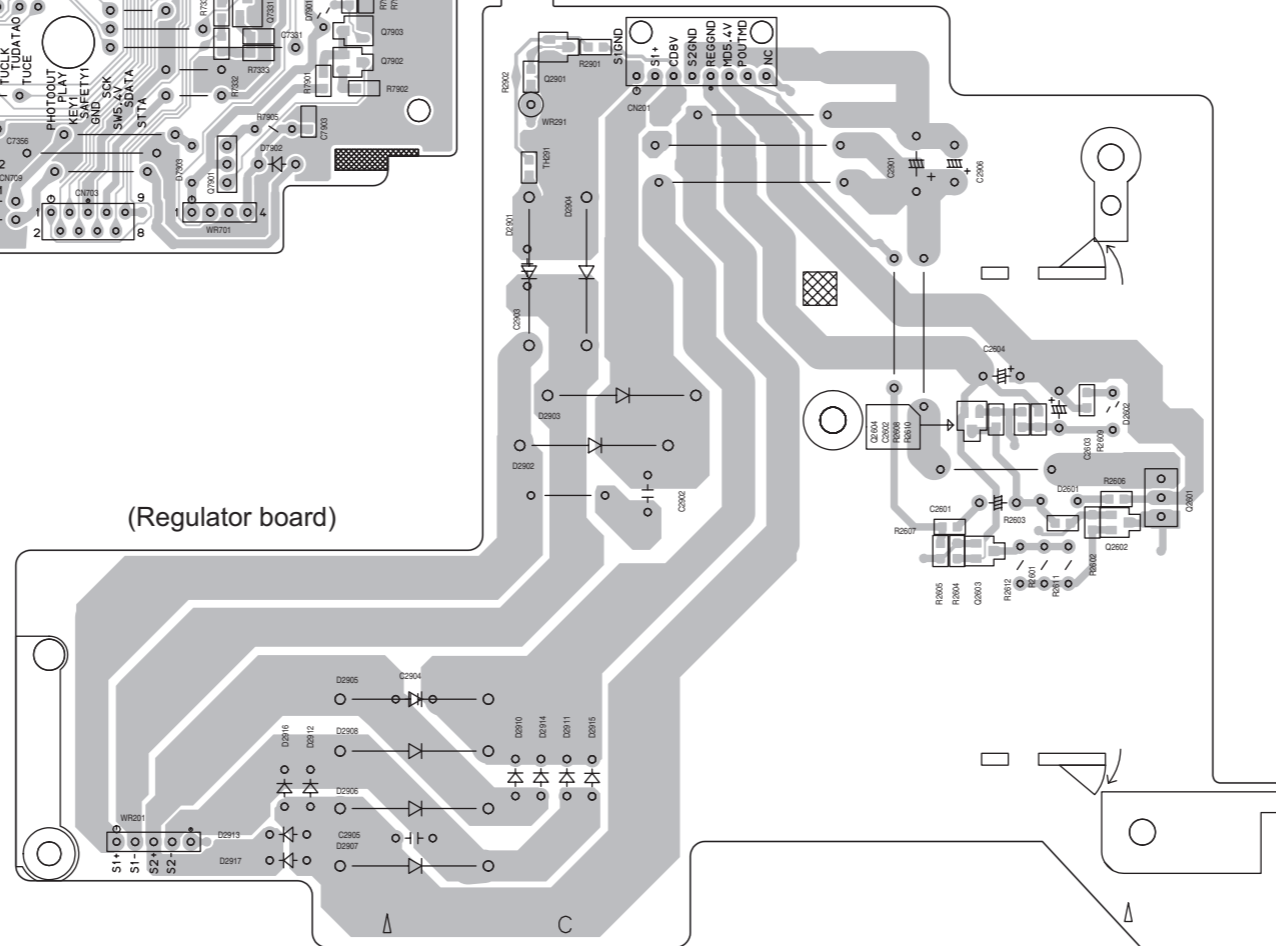 TUCLK
TUDATAO
TUCE
PHOTOOUT
PLAY
KEY1
SAFETY1
GND
SCK
SW5.4V
SDATA
STTA
R7332
Q7331
R7333
C7331
D7901
R7901
Q7903
Q7902
R7902
R7905
C7903
D7902
C7356
CN709
CN703
D7303
Q7901
1
9
2
8
1
4
WR701
S1GND
S1+
CD8V
S2GND
REGGND
MD5.4V
POUTMD
NC
CN201
R2902
Q2901
R2901
WR291
TH291
D2901
D2904
C2903
C2901
C2906
D2903
D2902
C2902
C2604
Q2604
C2602
R2608
R2610
C2603
R2609
D2602
D2601
R2606
Q2601
C2601
R2603
R2607
Q2602
R2602
R2605
R2604
Q2603
R2612
R2601
R2611
(Regulator board)
D2905
C2904
D2916
D2912
D2908
D2910
D2914
D2911
D2915
D2906
WR201
D2913
C2905
D2907
D2917
S1+
S1-
S2+
S2-
C